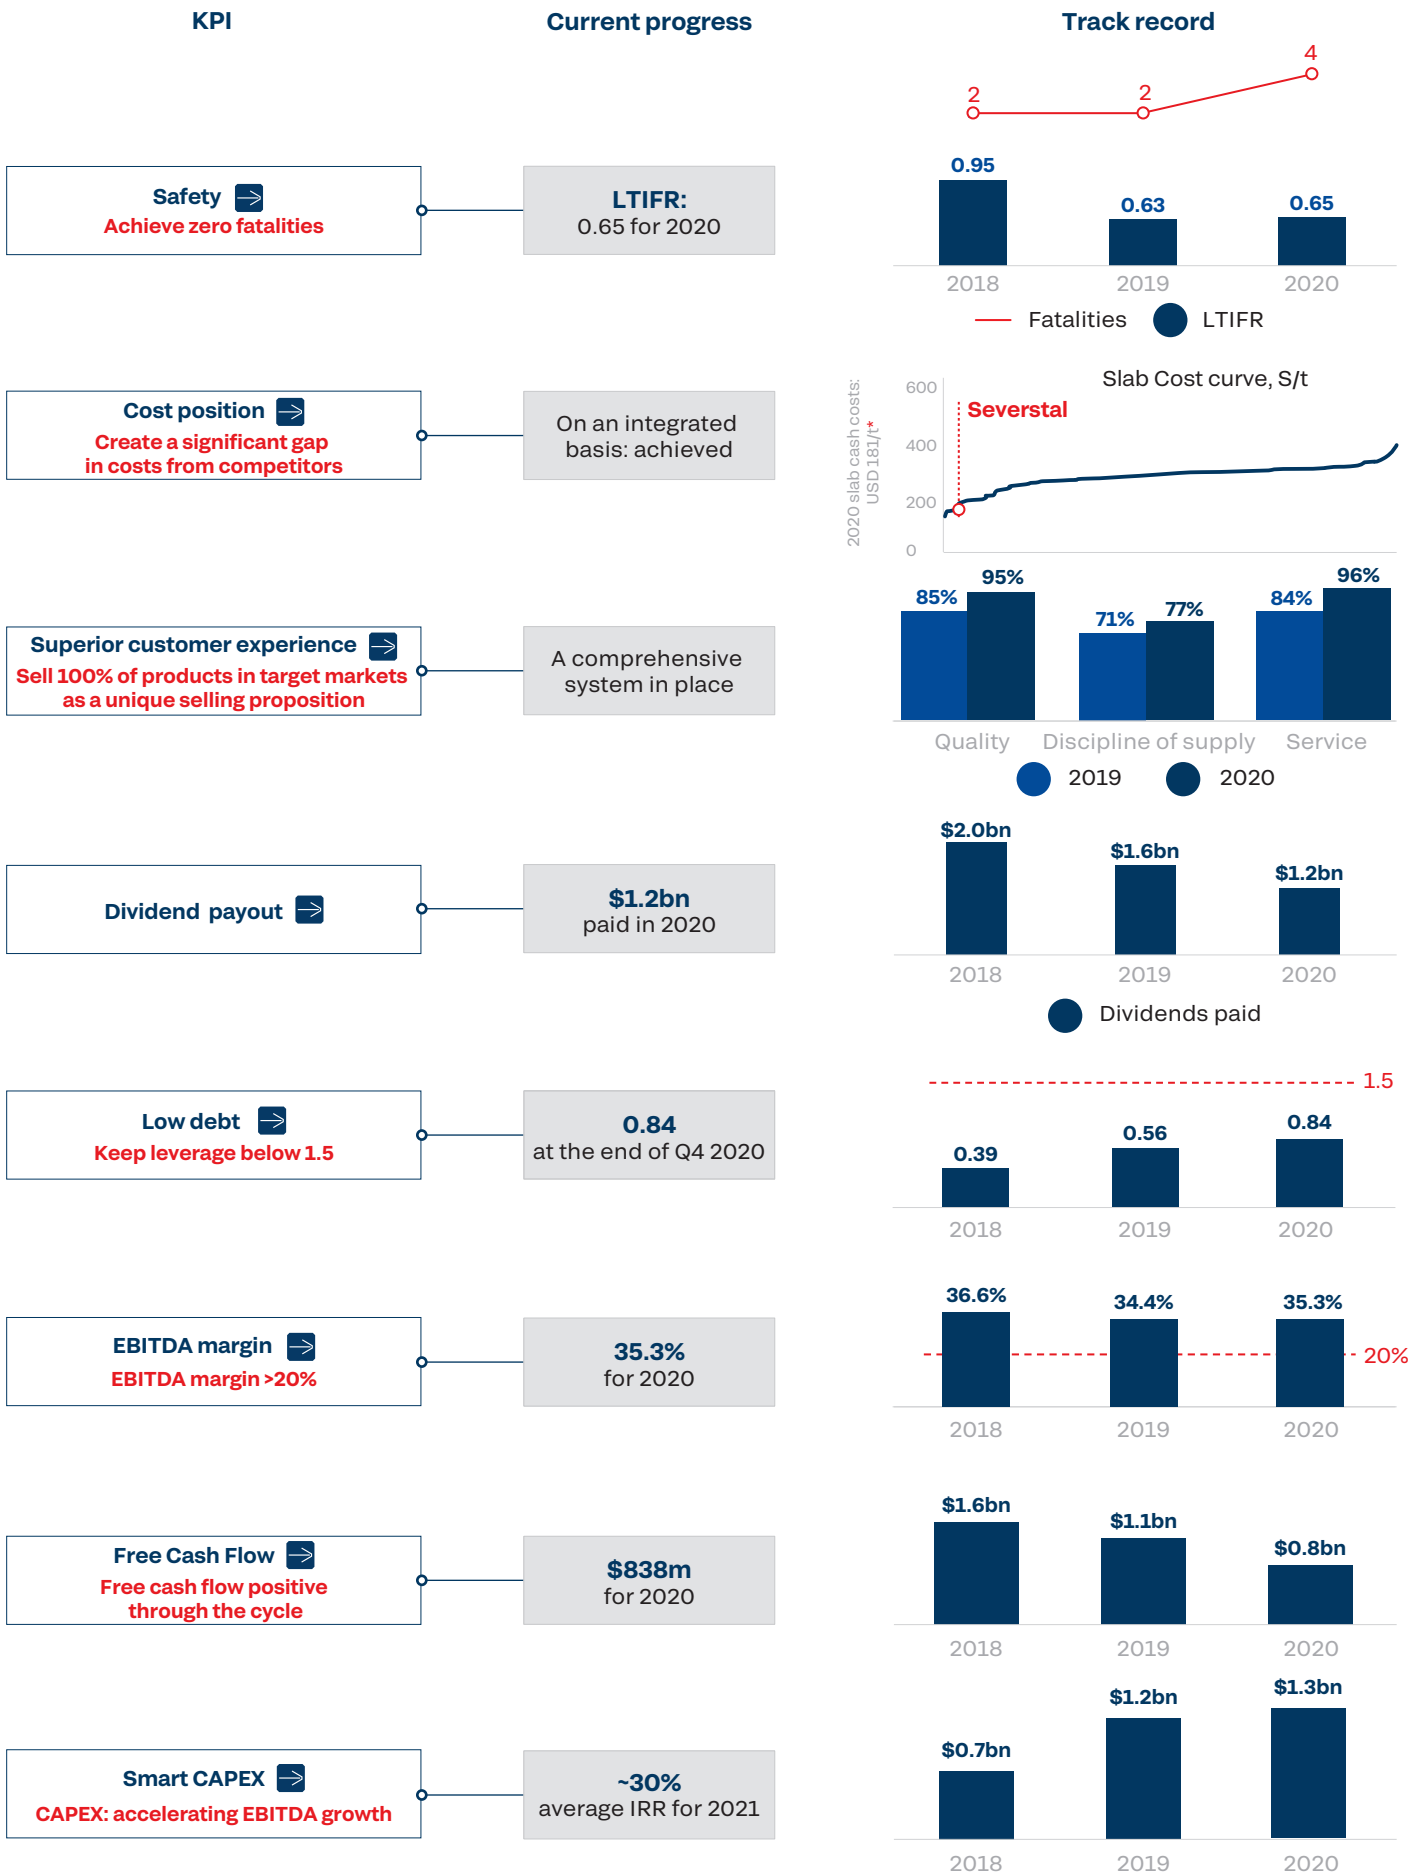 KPI
Current progress
Track record
Safety
Achieve zero fatalities
LTIFR:
0.65 for 2020
2
2
4
0.95
0.63
0.65
2018
2019
2020
Fatalities
LTIFR
Cost position
Create a significant gap
in costs from competitors
On an integrated
basis: achieved
2020 slab cash costs:
USD 181/t*
Slab Cost curve, S/t
600
400
200
0
Severstal
Superior customer experience
Sell 100% of products in target markets
as a unique selling proposition
A comprehensive
system in place
85%
95%
71%
77%
84%
96%
Quality
Discipline of supply
Service
2019
2020
Dividend payout
$1.2bn
paid in 2020
$2.0bn
$1.6bn
$1.2bn
2018
2019
2020
Dividends paid
Low debt
Keep leverage below 1.5
0.84
at the end of Q4 2020
1.5
0.39
0.56
0.84
2018
2019
2020
EBITDA margin
EBITDA margin >20%
35.3%
for 2020
36.6%
34.4%
35.3%
20%
2018
2019
2020
Free Cash Flow
Free cash flow positive
through the cycle
$838m
for 2020
$1.6bn
$1.1bn
$0.8bn
2018
2019
2020
Smart CAPEX
CAPEX: accelerating EBITDA growth
~30%
average IRR for 2021
$0.7bn
$1.2bn
$1.3bn
2018
2019
2020